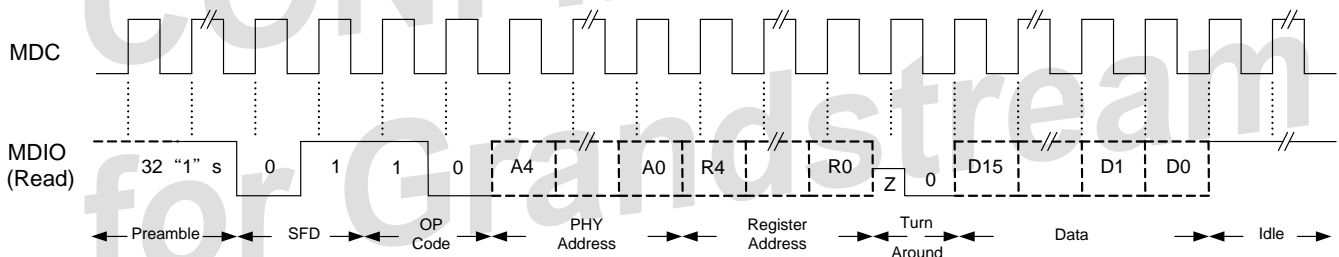 CONFI
for Grandstream
MDC
MDIO
(Read)
32 “1” s 0 1 1 0 A4 A0 R4 R0 Z 0 D15 D1 D0
Preamble SFD OP Code PHY Address Register Address Turn Around Data Idle